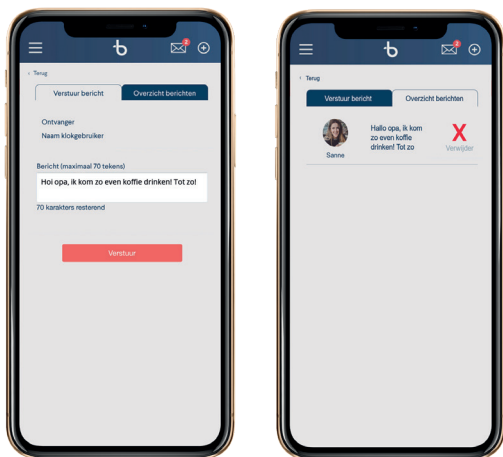 2
‹ Terug
Verstuur bericht
Overzicht berichten
Ontvanger
Naam klokgebruiker
Bericht (maximaal 70 tekens)
Hoi opa, ik kom zo even koffie drinken! Tot zo!
70 karakters resterend
Verstuur
2
‹ Terug
Verstuur bericht
Overzicht berichten
Hallo opa, ik kom
zo even koffie
drinken! Tot zo
X
Verwijder
Sanne